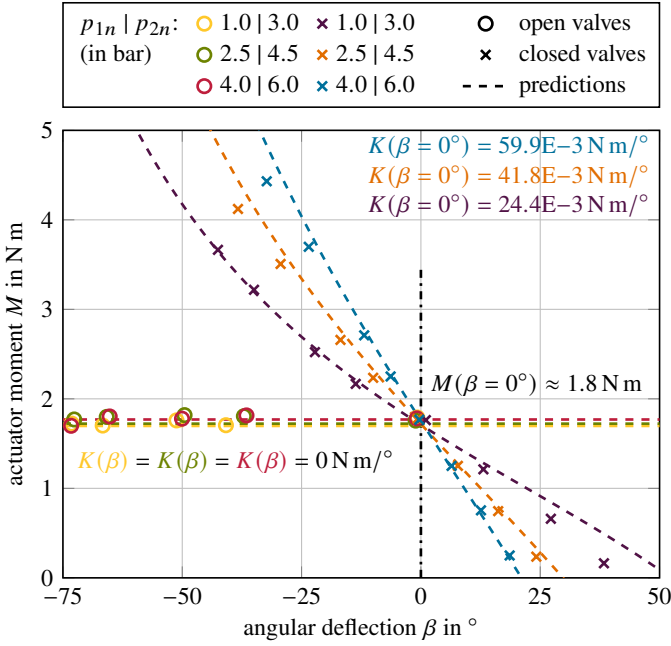 p₁ₙ | p₂ₙ: 1.0 | 3.0 1.0 | 3.0 open valves
(in bar) 2.5 | 4.5 2.5 | 4.5 closed valves
4.0 | 6.0 4.0 | 6.0 predictions
5
K(β = 0°) = 59.9E−3 N m/°
K(β = 0°) = 41.8E−3 N m/°
K(β = 0°) = 24.4E−3 N m/°
4
3
2
M(β = 0°) ≈ 1.8 N m
K(β) = K(β) = K(β) = 0 N m/°
1
0
actuator moment M in N m
−75 −50 −25 0 25 50
angular deflection β in °